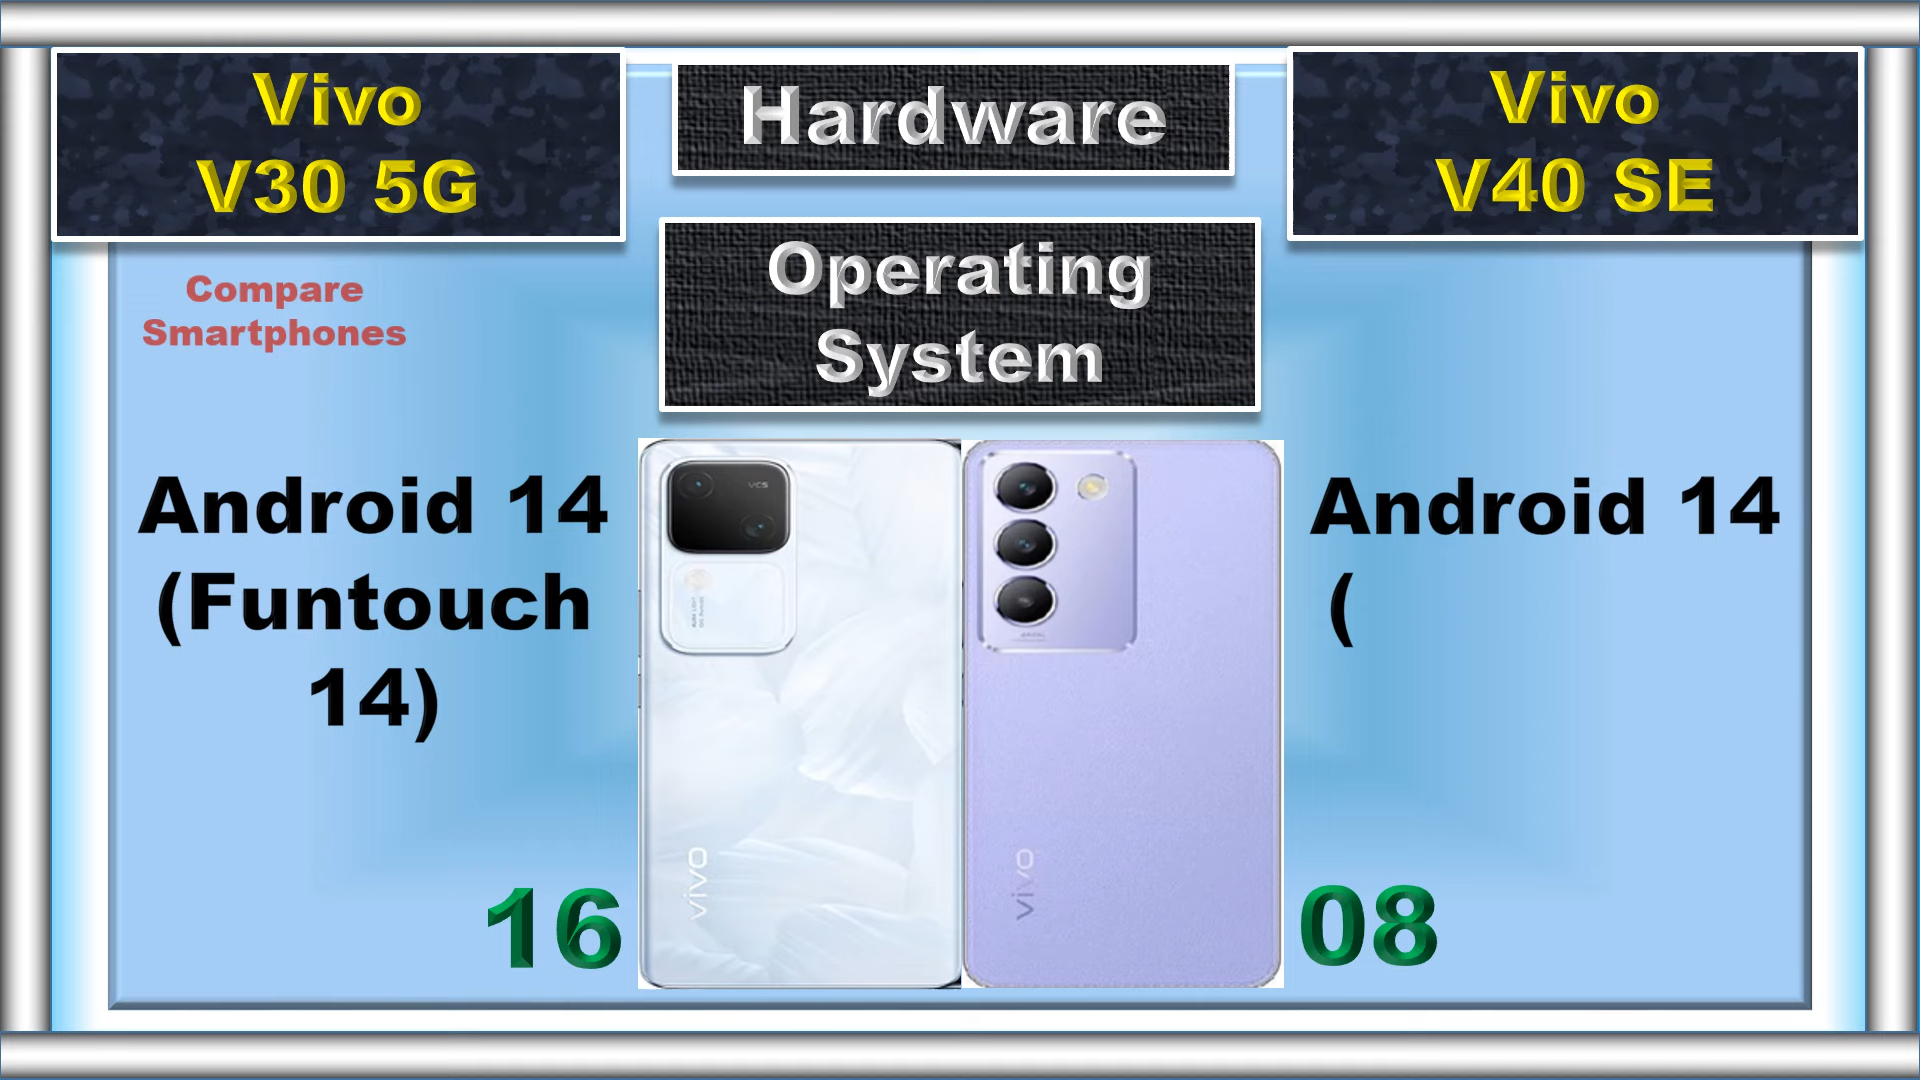 Vivo
V30 5G
Hardware
Vivo
V40 SE
Operating
System
Compare
Smartphones
Android 14
(Funtouch
14)
Android 14
(
VCS
vivo
vivo
16
08